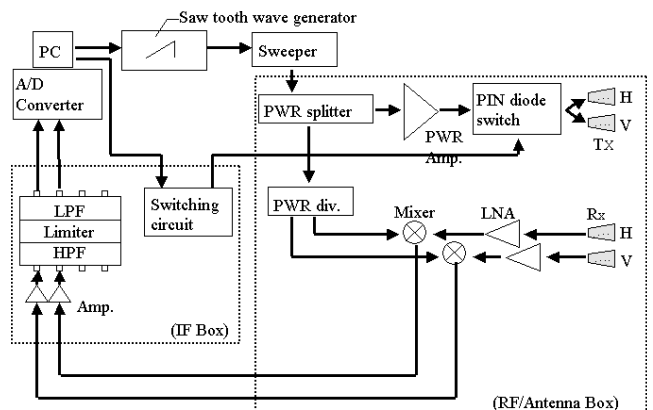 Saw tooth wave generator
PC
Sweeper
A/D
Converter
PWR splitter
PWR
Amp.
PIN diode
switch
H
V
Tx
LPF
Limiter
HPF
Switching
circuit
PWR div.
Mixer
LNA
Rx
H
V
Amp.
(IF Box)
(RF/Antenna Box)